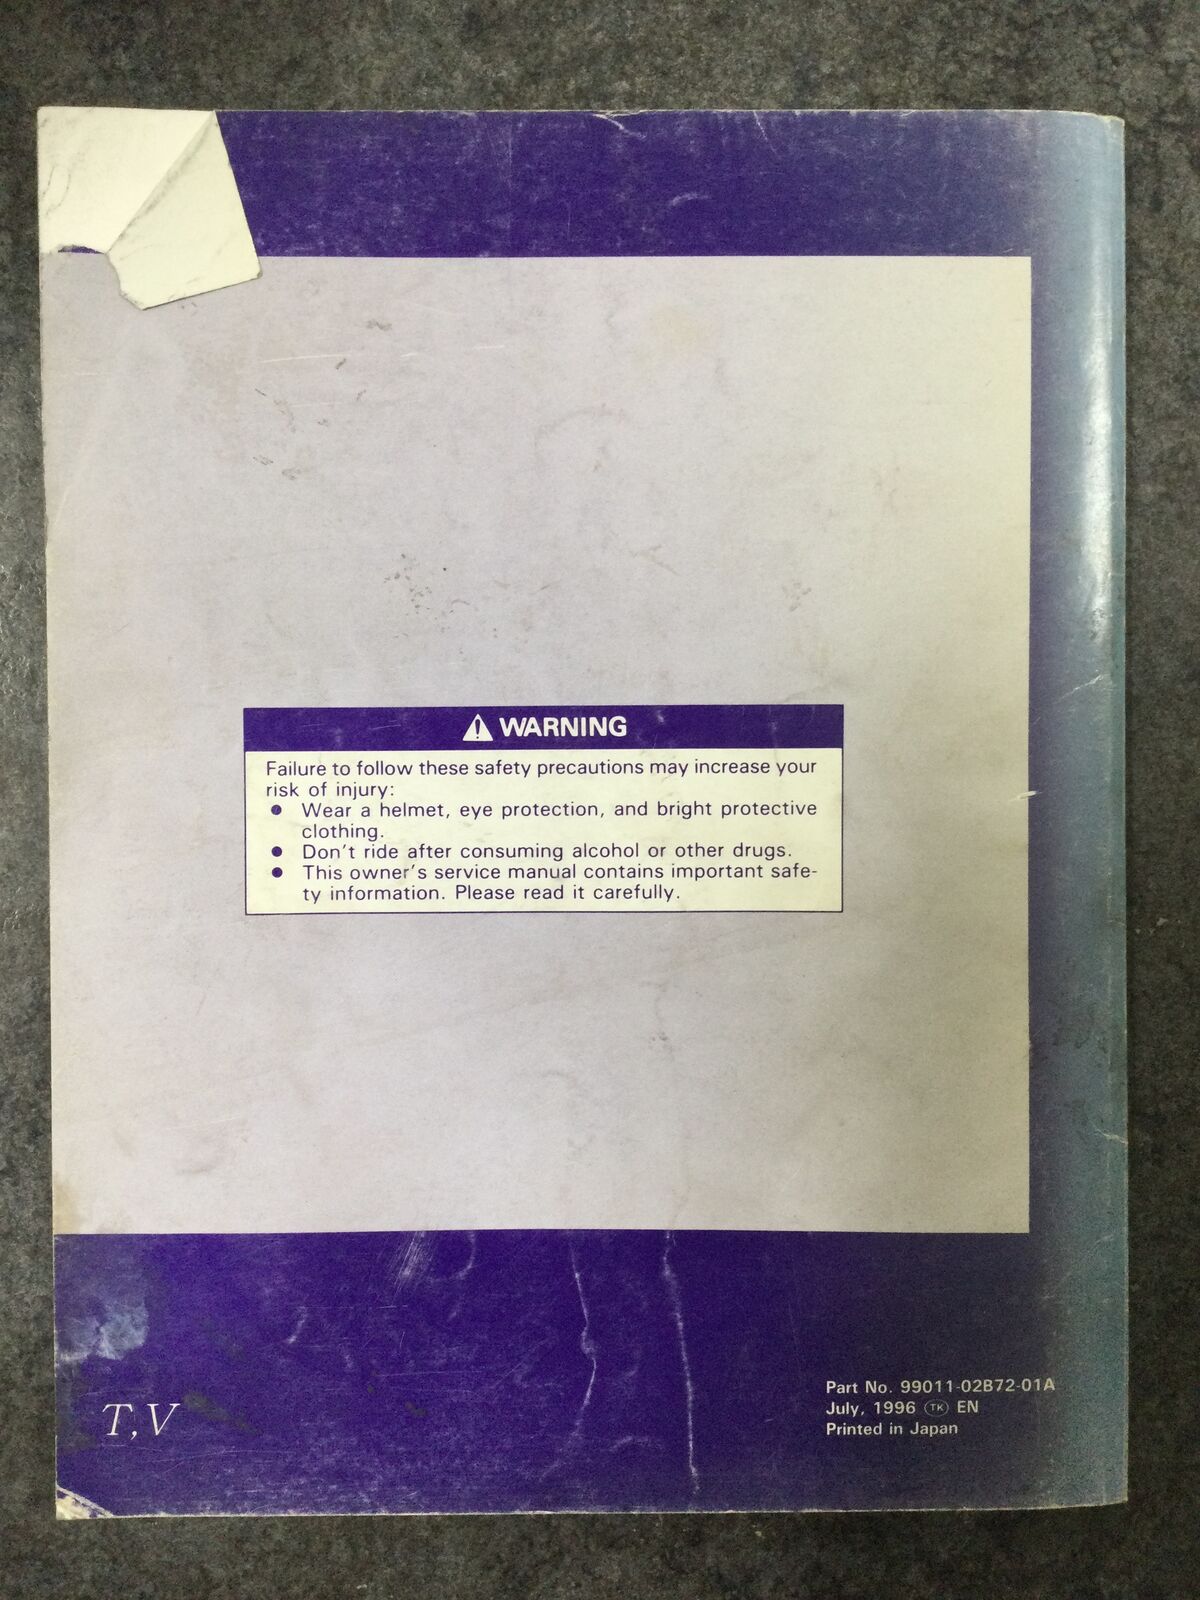 WARNING
Failure to follow these safety precautions may increase your
risk of injury:
● Wear a helmet, eye protection, and bright protective
clothing.
● Don't ride after consuming alcohol or other drugs.
● This owner's service manual contains important safe-
ty information. Please read it carefully.
Part No. 99011-02B72-01A
July, 1996 TK EN
Printed in Japan
T, V